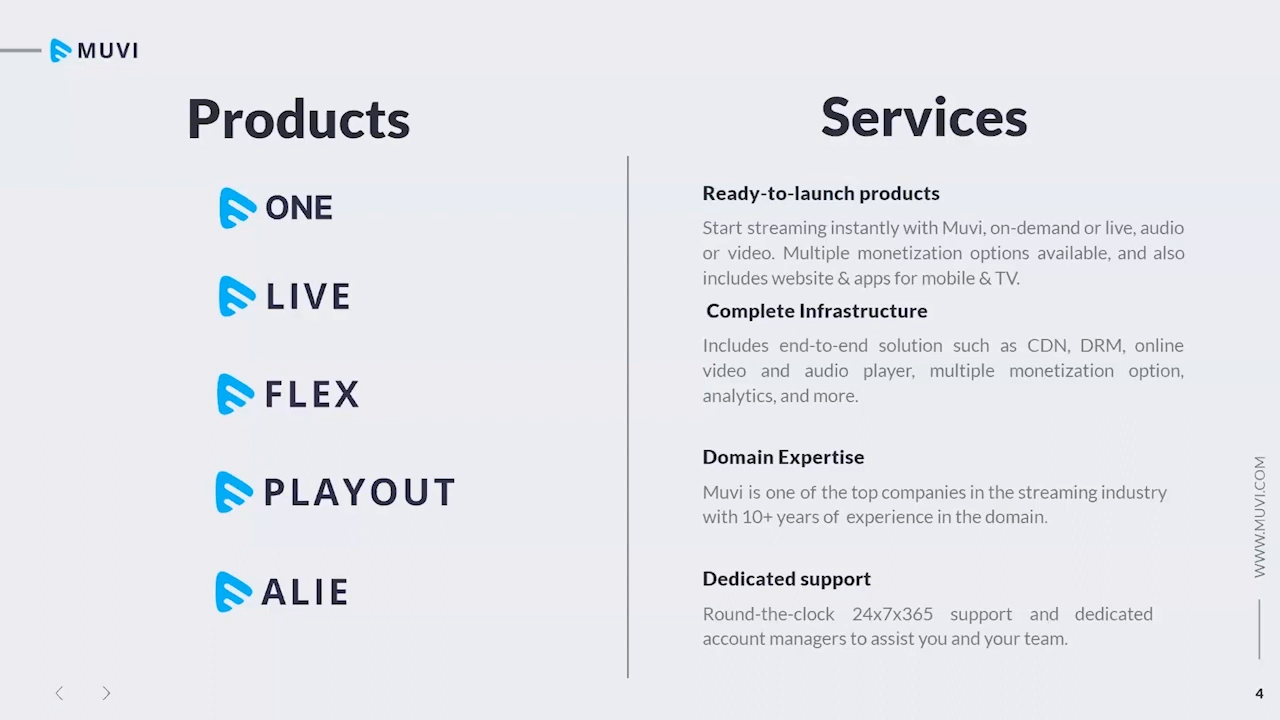 MUVI
Products
ONE
LIVE
FLEX
PLAYOUT
ALIE
Services
Ready-to-launch products
Start streaming instantly with Muvi, on-demand or live, audio
or video. Multiple monetization options available, and also
includes website & apps for mobile & TV.
Complete Infrastructure
Includes end-to-end solution such as CDN, DRM, online
video and audio player, multiple monetization option,
analytics, and more.
Domain Expertise
Muvi is one of the top companies in the streaming industry
with 10+ years of experience in the domain.
Dedicated support
Round-the-clock 24x7x365 support and dedicated
account managers to assist you and your team.
WWW.MUVI.COM
4